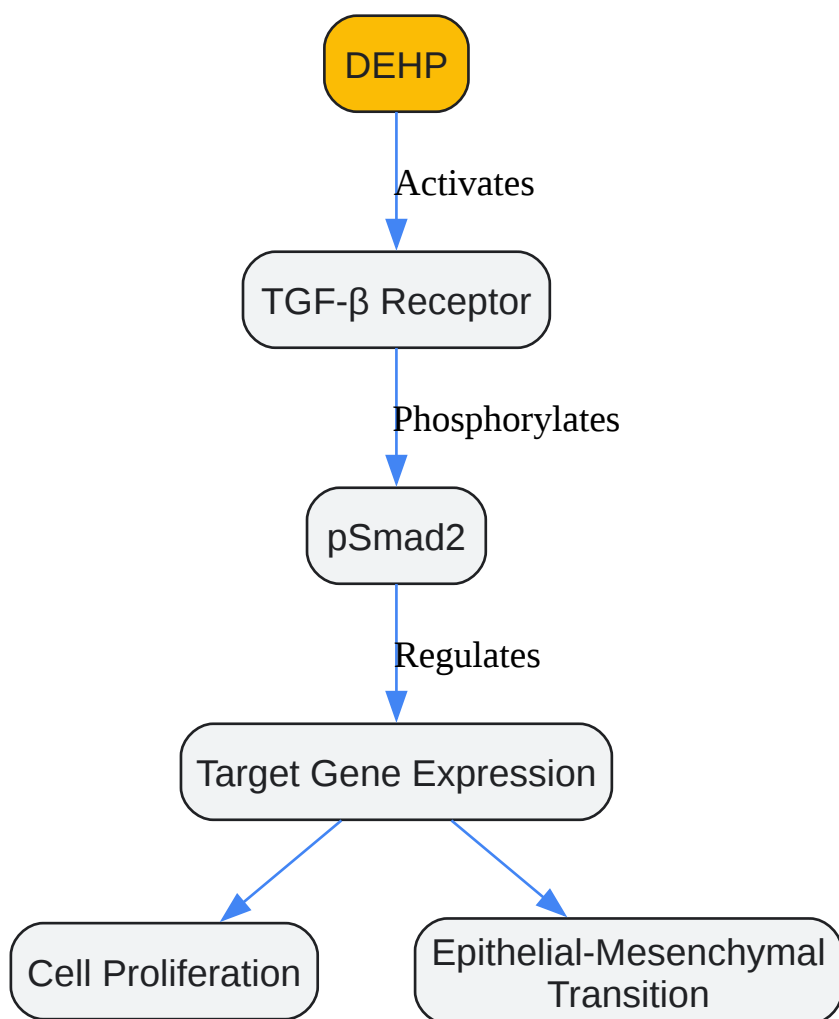 DEHP
Activates
TGF-β Receptor
Phosphorylates
pSmad2
Regulates
Target Gene Expression
Cell Proliferation
Epithelial-Mesenchymal
Transition